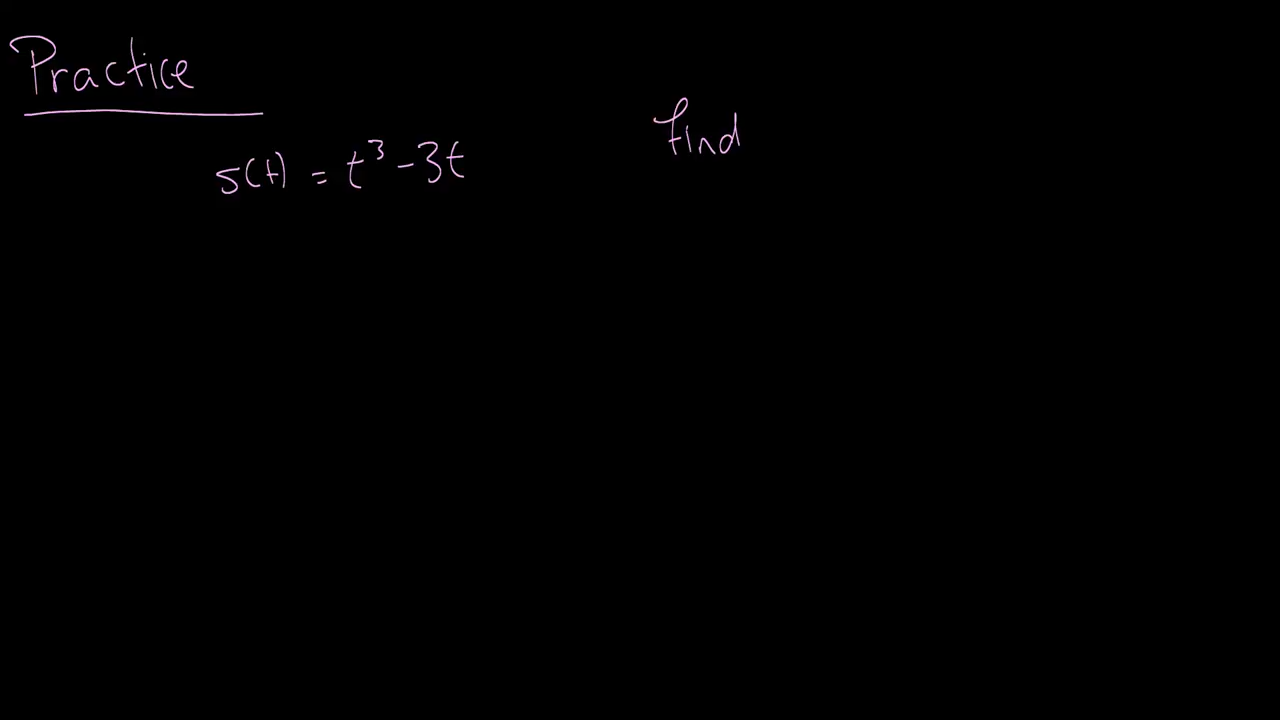 Practice
find
s(t) = t³ - 3t